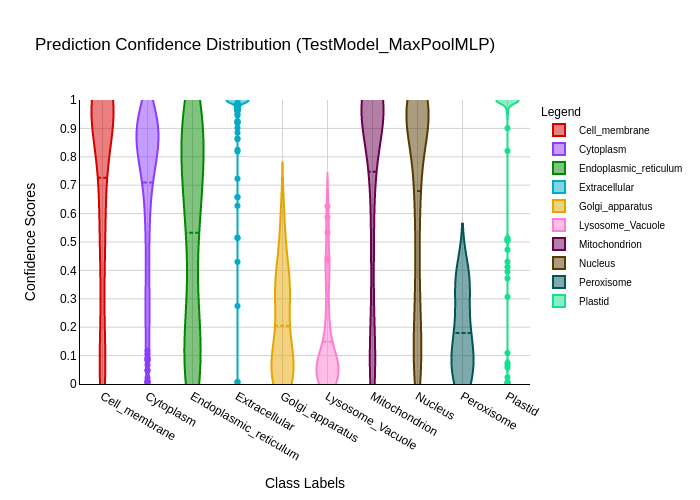 Prediction Confidence Distribution (TestModel_MaxPoolMLP)
Confidence Scores
1
0.9
0.8
0.7
0.6
0.5
0.4
0.3
0.2
0.1
0
Cell_membrane
Cytoplasm
Endoplasmic_reticulum
Extracellular
Golgi_apparatus
Lysosome_Vacuole
Mitochondrion
Nucleus
Peroxisome
Plastid
Class Labels
Legend
Cell_membrane
Cytoplasm
Endoplasmic_reticulum
Extracellular
Golgi_apparatus
Lysosome_Vacuole
Mitochondrion
Nucleus
Peroxisome
Plastid